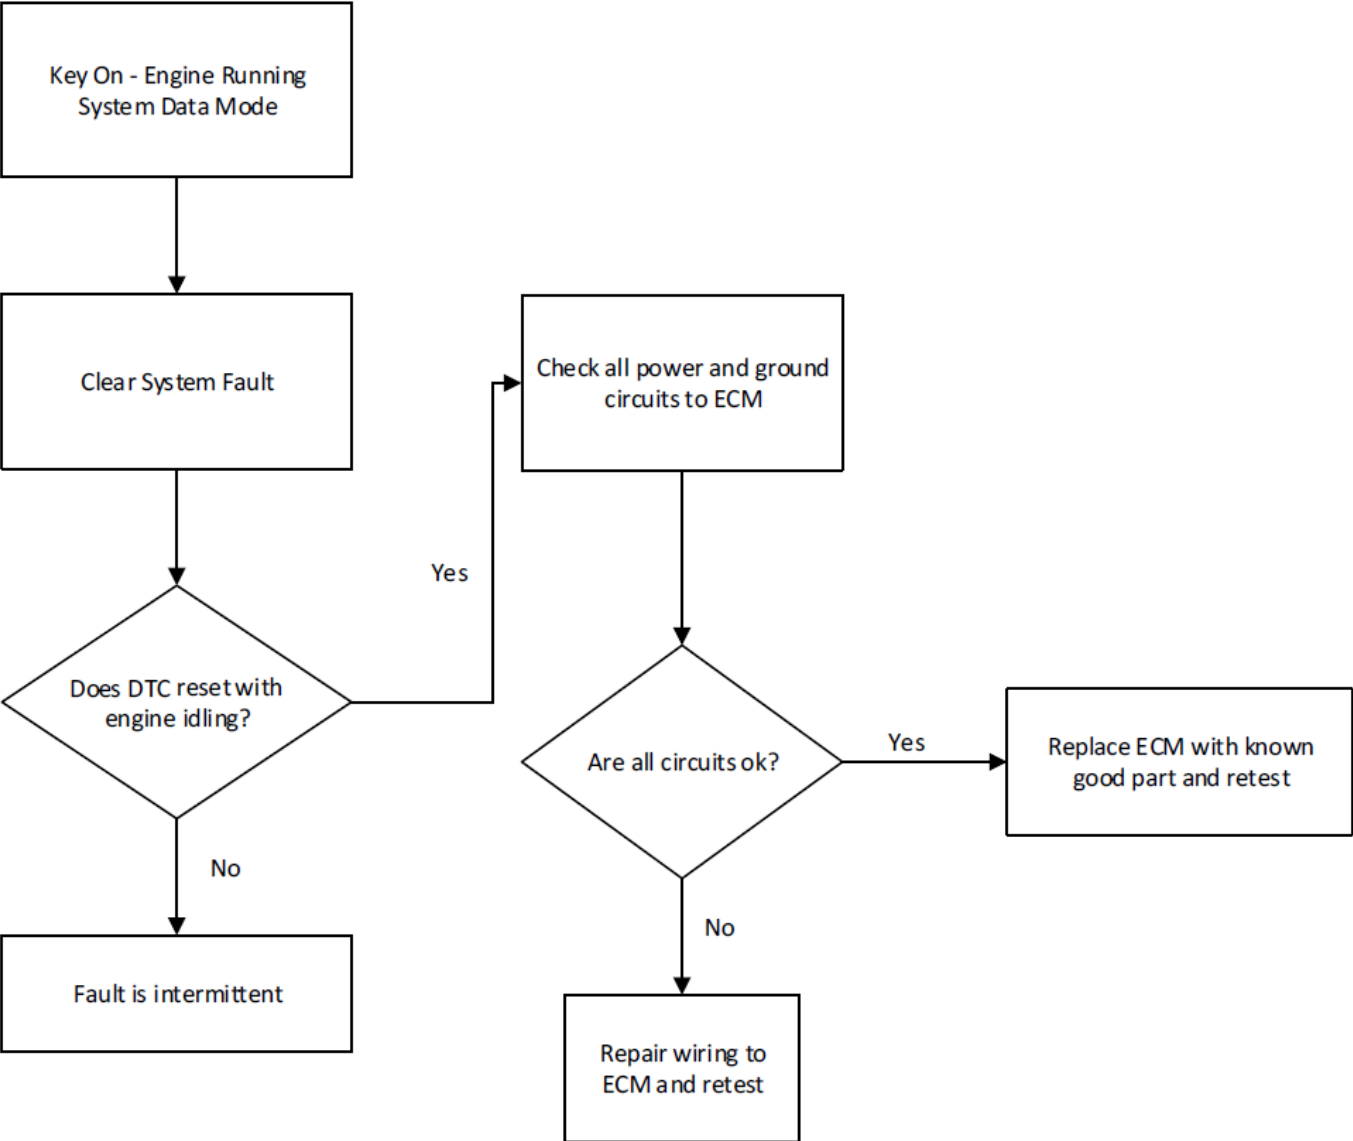 Key On - Engine Running
System Data Mode
Clear System Fault
Check all power and ground
circuits to ECM
Yes
Does DTC reset with
engine idling?
Yes
Are all circuits ok?
Replace ECM with known
good part and retest
No
No
Fault is intermittent
Repair wiring to
ECM and retest